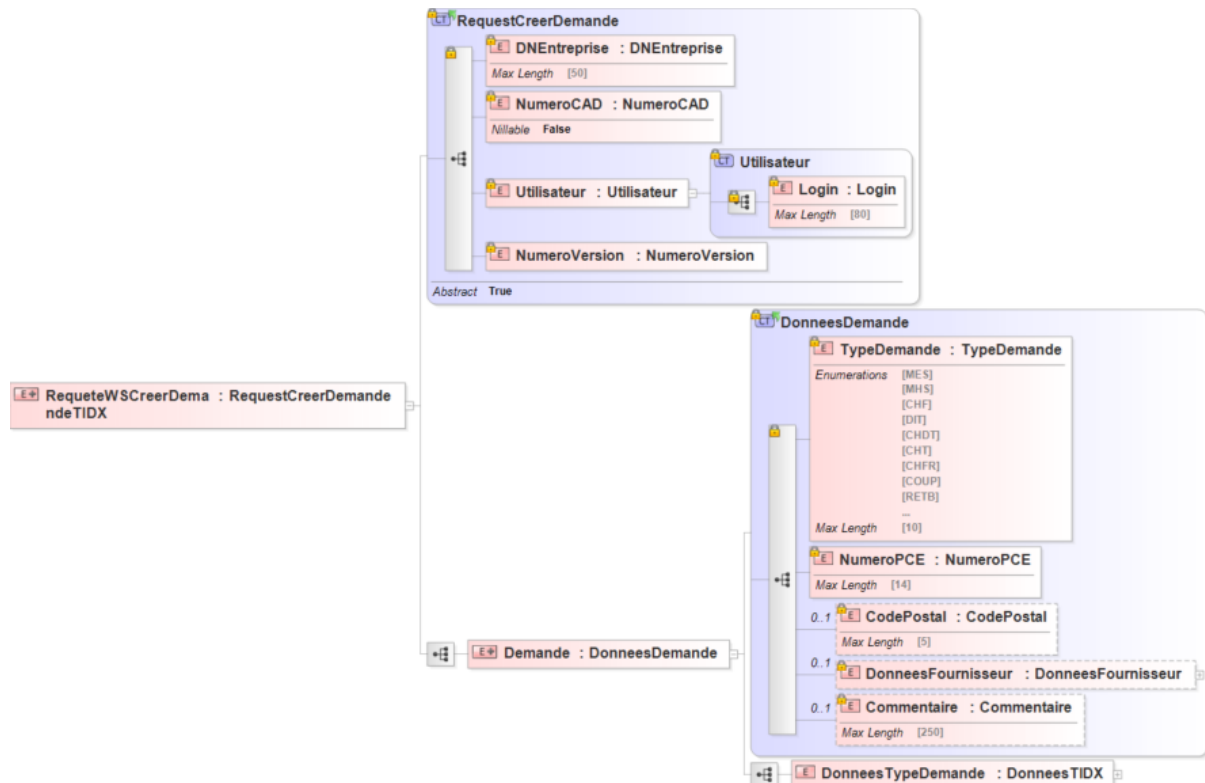 CT RequestCreerDemande
E DNEntreprise : DNEntreprise
Max Length [50]
E NumeroCAD : NumeroCAD
Nillable False
CT Utilisateur
E Utilisateur : Utilisateur
E Login : Login
Max Length [80]
E NumeroVersion : NumeroVersion
Abstract True
CT DonneesDemande
E TypeDemande : TypeDemande
Enumerations [MES]
[MHS]
[CHF]
[DIT]
[CHDT]
[CHT]
[CHFR]
[COUP]
[RETB]
...
Max Length [10]
E RequeteWSCreerDema : RequestCreerDemande
ndeTIDX
E NumeroPCE : NumeroPCE
Max Length [14]
0..1 E CodePostal : CodePostal
Max Length [5]
E Demande : DonneesDemande
0..1 E DonneesFournisseur : DonneesFournisseur
0..1 E Commentaire : Commentaire
Max Length [250]
E DonneesTypeDemande : DonneesTIDX